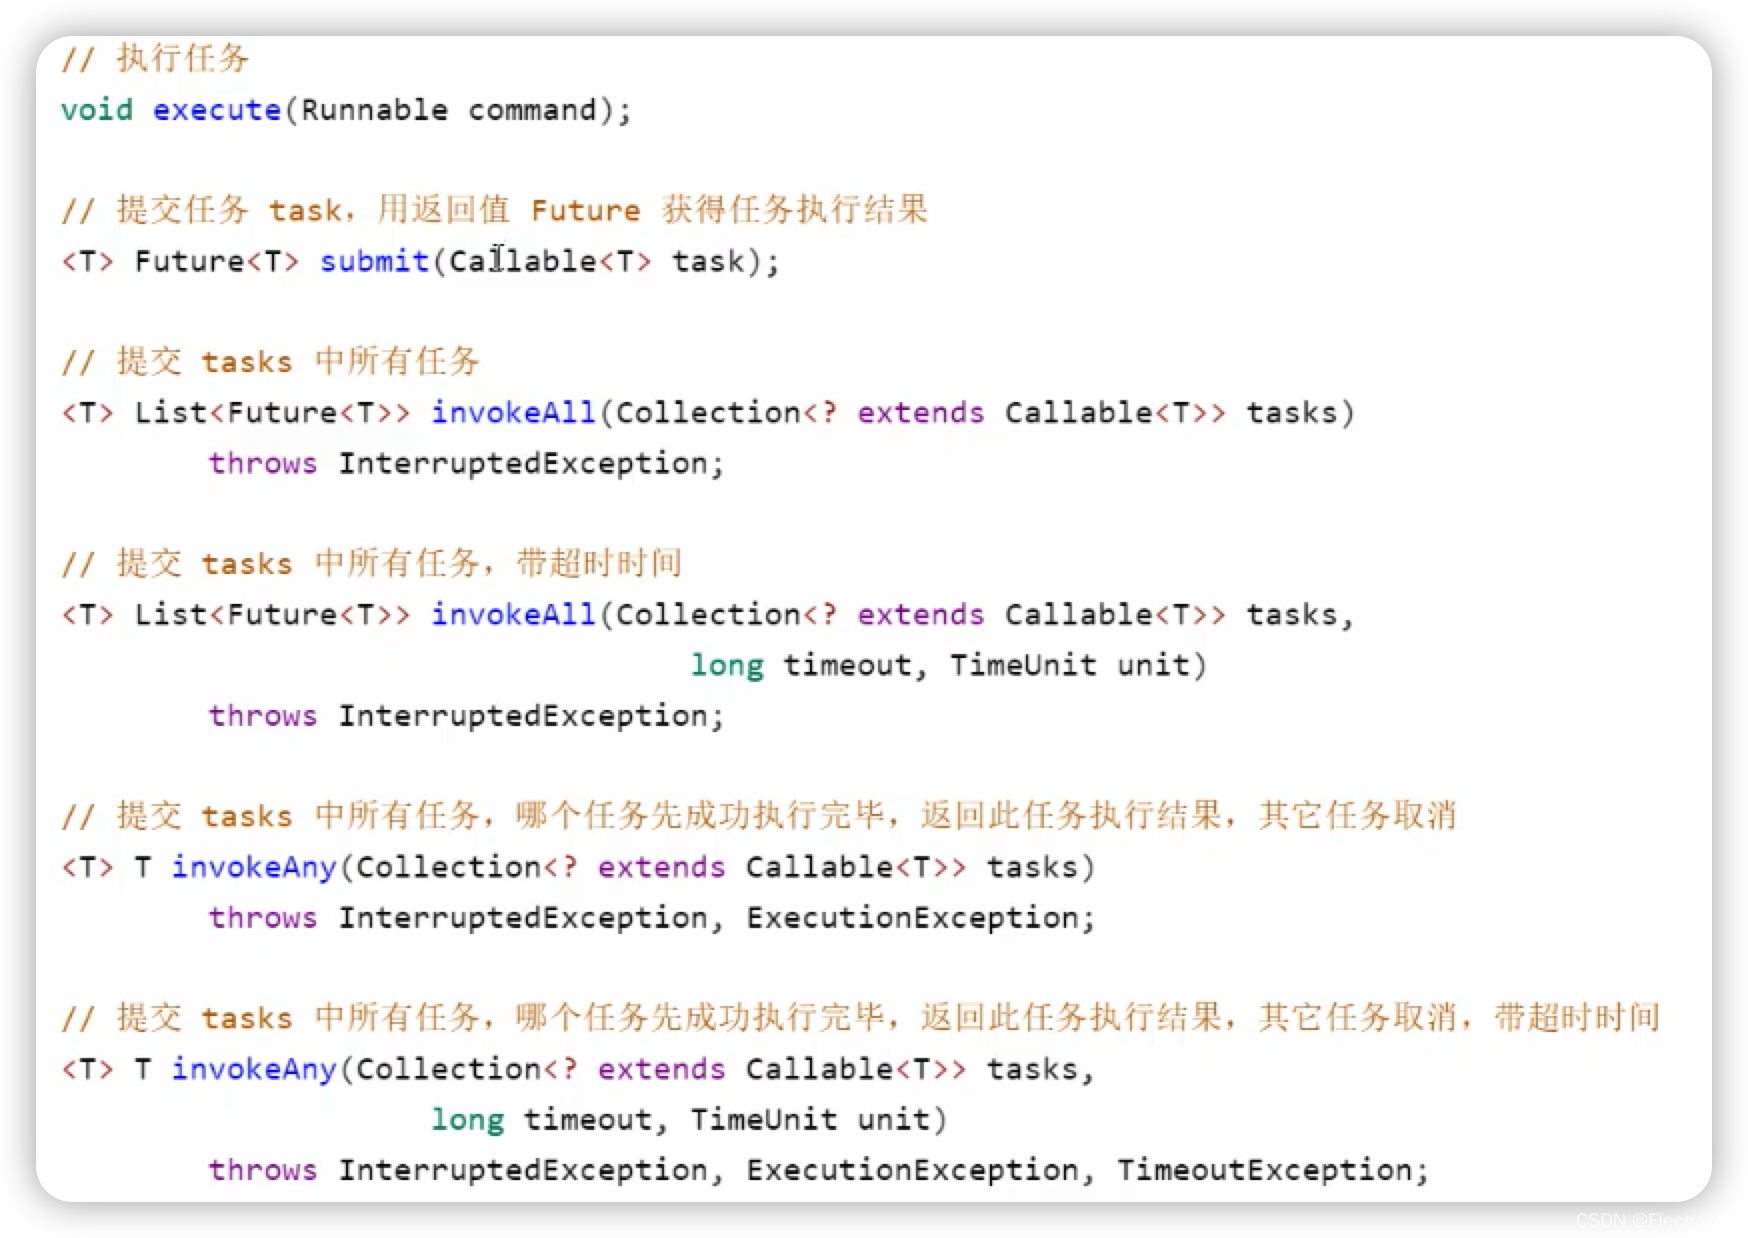 // 执行任务
void execute(Runnable command);
// 提交任务 task，用返回值 Future 获得任务执行结果
<T> Future<T> submit(Callable<T> task);
// 提交 tasks 中所有任务
<T> List<Future<T>> invokeAll(Collection<? extends Callable<T>> tasks)
throws InterruptedException;
// 提交 tasks 中所有任务，带超时时间
<T> List<Future<T>> invokeAll(Collection<? extends Callable<T>> tasks,
long timeout, TimeUnit unit)
throws InterruptedException;
// 提交 tasks 中所有任务，哪个任务先成功执行完毕，返回此任务执行结果，其它任务取消
<T> T invokeAny(Collection<? extends Callable<T>> tasks)
throws InterruptedException, ExecutionException;
// 提交 tasks 中所有任务，哪个任务先成功执行完毕，返回此任务执行结果，其它任务取消，带超时时间
<T> T invokeAny(Collection<? extends Callable<T>> tasks,
long timeout, TimeUnit unit)
throws InterruptedException, ExecutionException, TimeoutException;
CSDN